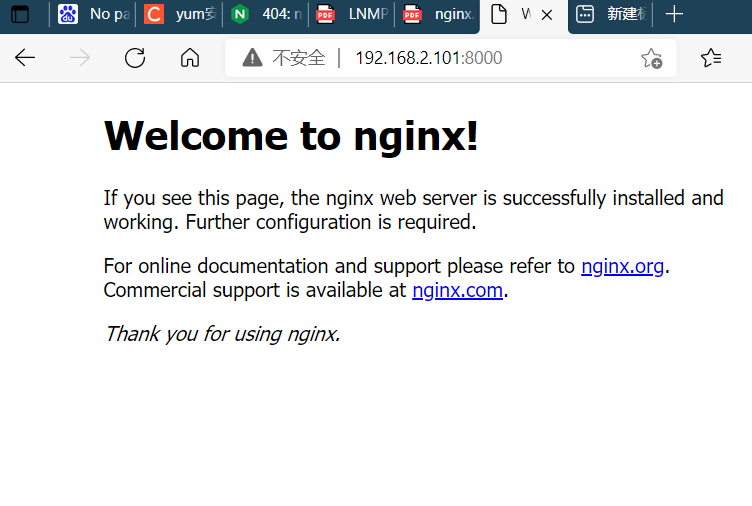 No pa
yum安
404: n
LNMP
nginx.
新建
不安全 | 192.168.2.101:8000
Welcome to nginx!
If you see this page, the nginx web server is successfully installed and
working. Further configuration is required.
For online documentation and support please refer to nginx.org.
Commercial support is available at nginx.com.
Thank you for using nginx.